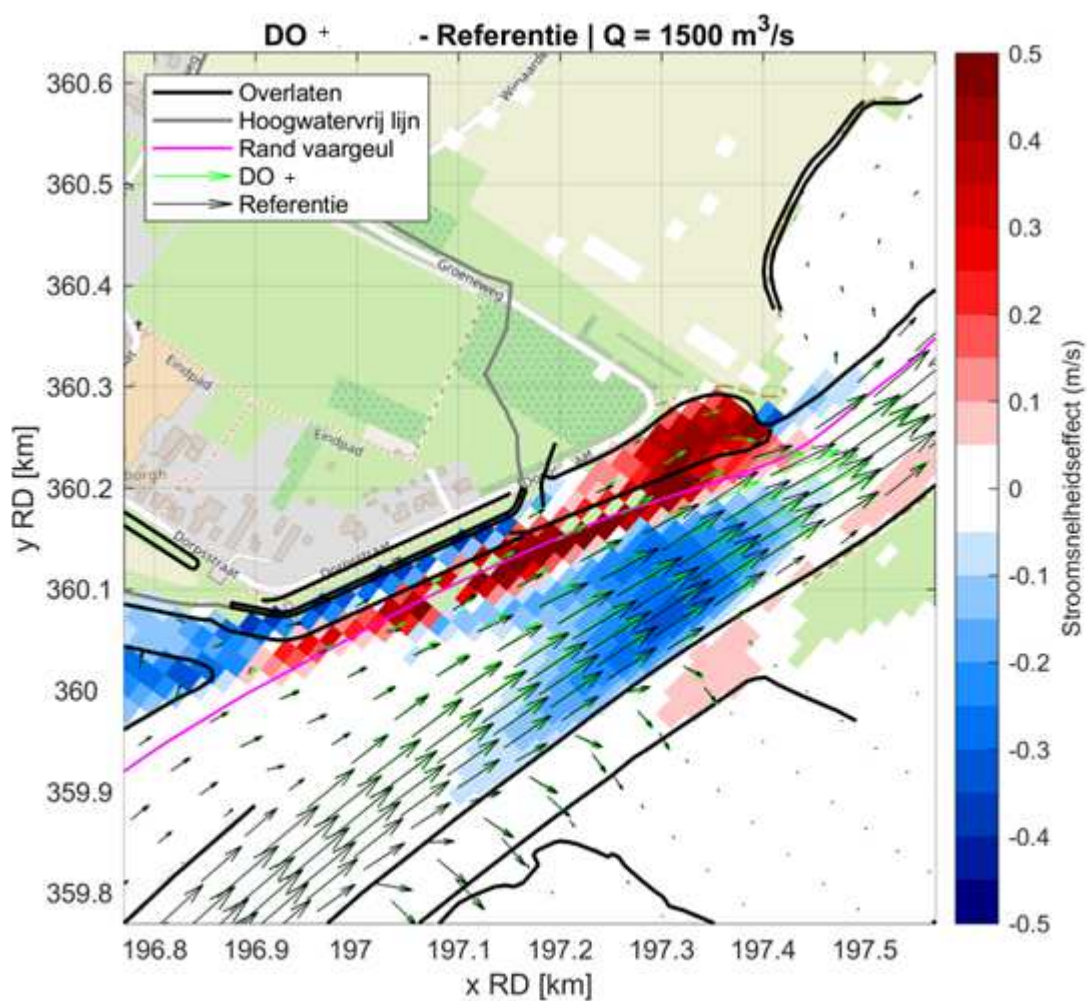 DO + - Referentie | Q = 1500 m³/s
Overlaten
Hoogwatervrij lijn
Rand vaargeul
DO +
Referentie
Groeneweg
Eindpad
Eindpad
borgh
Dorpsstraat
Dorpsstraat
y RD [km]
360.6
360.5
360.4
360.3
360.2
360.1
360
359.9
359.8
196.8 196.9 197 197.1 197.2 197.3 197.4 197.5
x RD [km]
0.5
0.4
0.3
0.2
0.1
0
-0.1
-0.2
-0.3
-0.4
-0.5
Stroomsnelheidseffect (m/s)